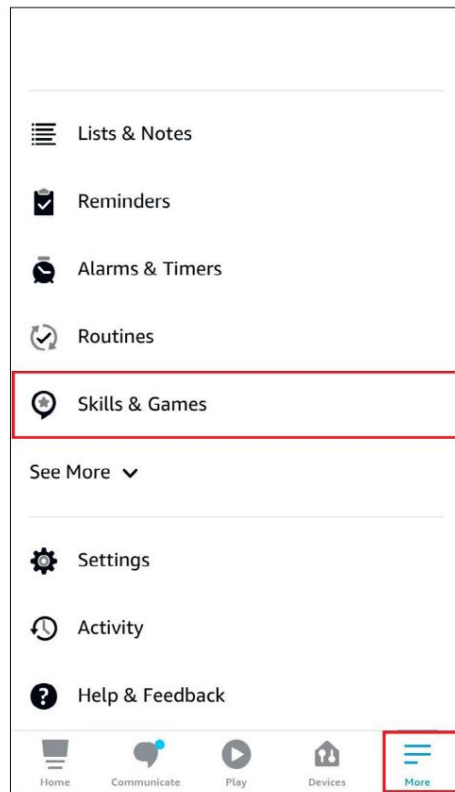 Lists & Notes
Reminders
Alarms & Timers
Routines
Skills & Games
See More
Settings
Activity
Help & Feedback
Home Communicate Play Devices More